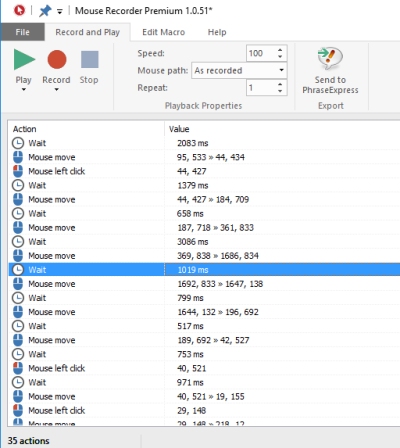 Mouse Recorder Premium 1.0.51*
File Record and Play Edit Macro Help
Play Record Stop
Speed: 100
Mouse path: As recorded
Repeat: 1
Playback Properties
Send to
PhraseExpress
Export
Action Value
Wait 2083 ms
Mouse move 95, 533 » 44, 434
Mouse left click 44, 427
Wait 1379 ms
Mouse move 44, 427 » 184, 709
Wait 658 ms
Mouse move 187, 718 » 361, 833
Wait 3086 ms
Mouse move 369, 838 » 1686, 834
Wait 1019 ms
Mouse move 1692, 833 » 1647, 138
Wait 799 ms
Mouse move 1644, 132 » 196, 692
Wait 517 ms
Mouse move 189, 692 » 42, 527
Wait 753 ms
Mouse left click 40, 521
Wait 971 ms
Mouse move 40, 521 » 19, 155
Mouse left click 29, 148
Mouse move 29, 148 » 218, 12
35 actions